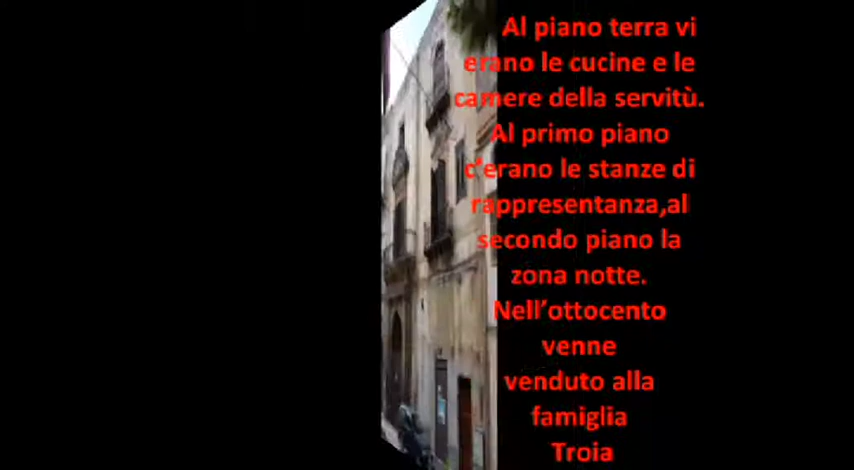 Al piano terra vi
erano le cucine e le
camere della servitù.
Al primo piano
c'erano le stanze di
rappresentanza,al
secondo piano la
zona notte.
Nell'ottocento
venne
venduto alla
famiglia
Troia